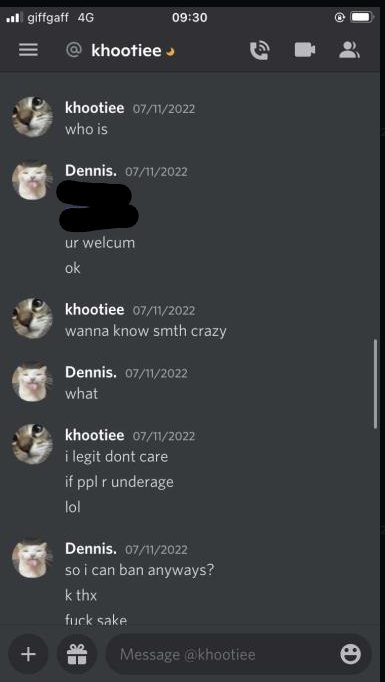 giffgaff 4G
09:30
@ khootiee
khootiee 07/11/2022
who is
Dennis. 07/11/2022
ur welcum
ok
khootiee 07/11/2022
wanna know smth crazy
Dennis. 07/11/2022
what
khootiee 07/11/2022
i legit dont care
if ppl r underage
lol
Dennis. 07/11/2022
so i can ban anyways?
k thx
fuck sake
Message @khootiee